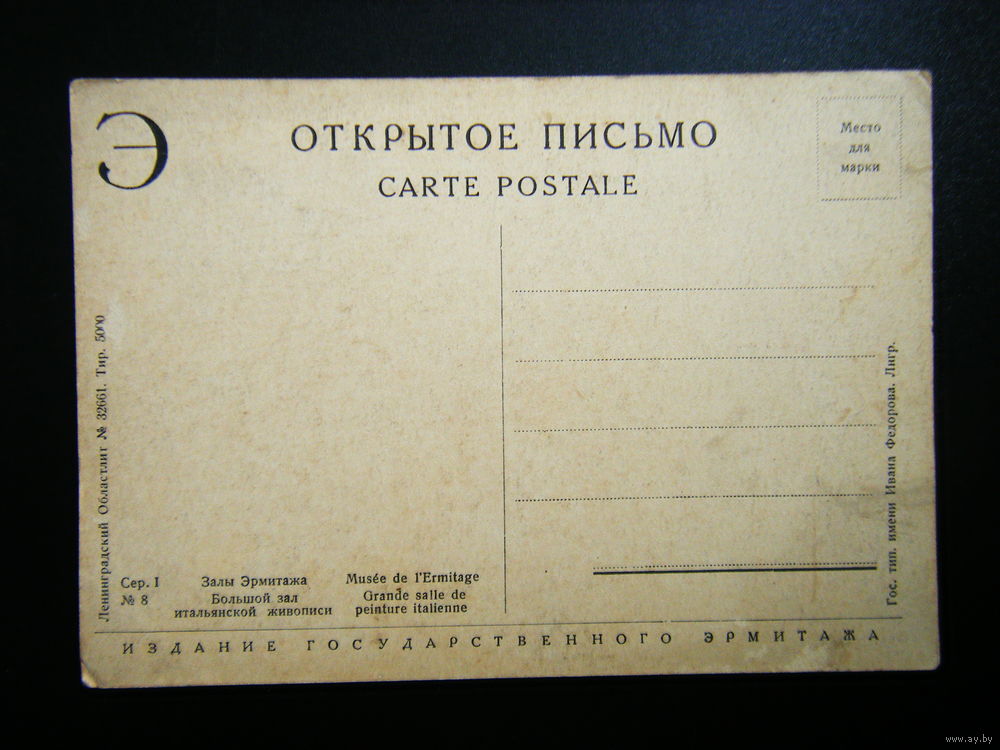 Э
ОТКРЫТОЕ ПИСЬМО
CARTE POSTALE
Место
для
марки
Ленинградский Областлит № 32661. Тир. 5000
Сер. I
№ 8
Залы Эрмитажа
Большой зал
итальянской живописи
Musée de l'Ermitage
Grande salle de
peinture italienne
Гос. тип. имени Ивана Федорова. Лнгр.
ИЗДАНИЕ ГОСУДАРСТВЕННОГО ЭРМИТАЖА
www.ay.by